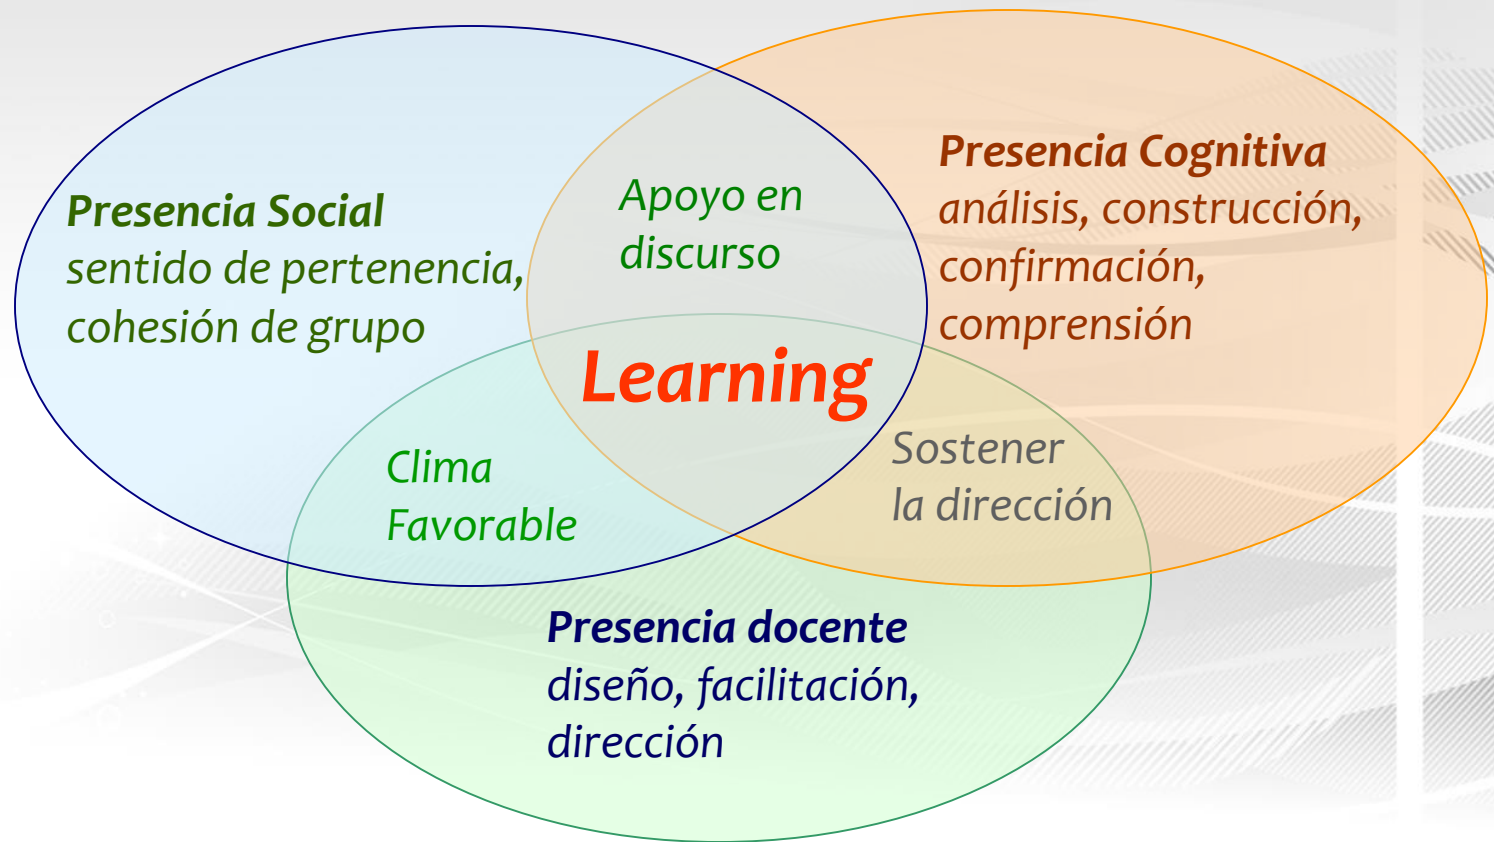 Presencia Social
sentido de pertenencia,
cohesión de grupo
Apoyo en
discurso
Presencia Cognitiva
análisis, construcción,
confirmación,
comprensión
Learning
Clima
Favorable
Sostener
la dirección
Presencia docente
diseño, facilitación,
dirección